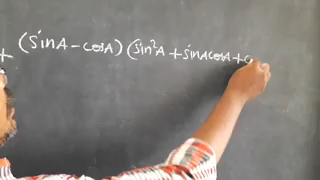 + (sinA - cosA) (sin²A + sinAcosA + c